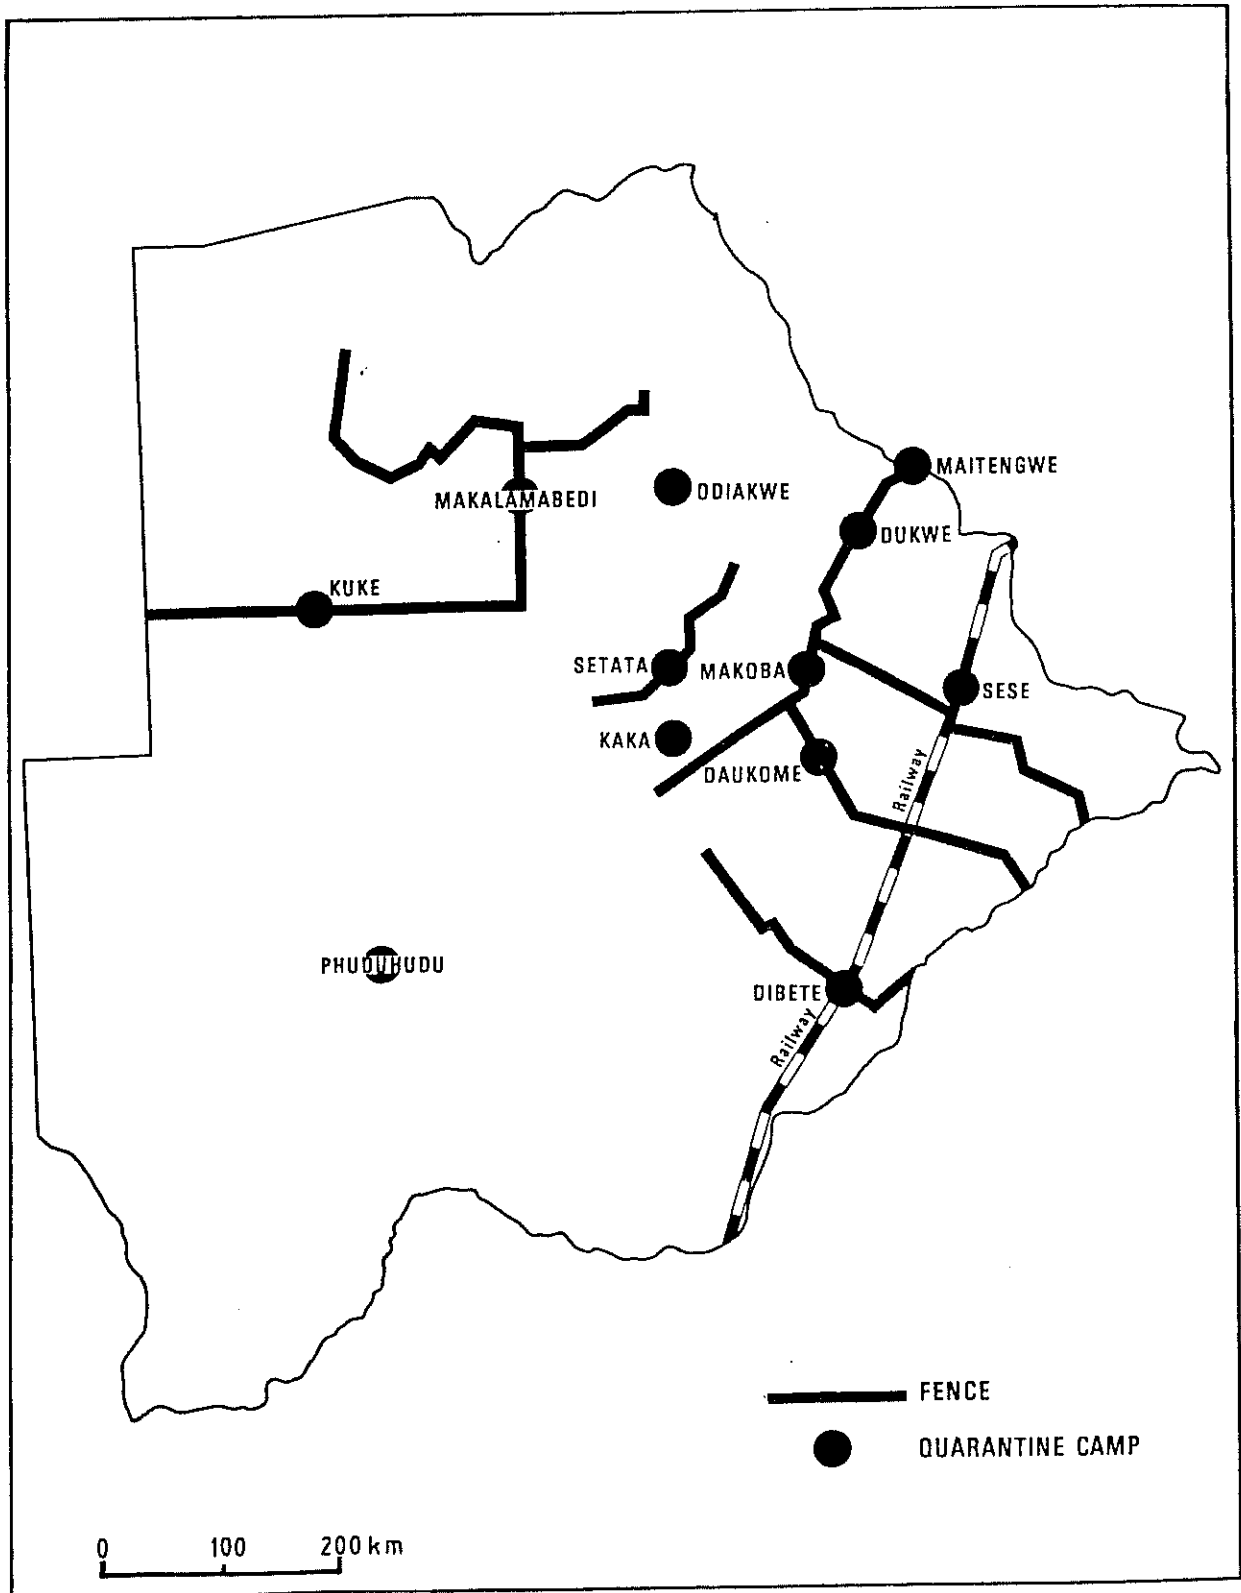 MAITENGWE
ODIAKWE
MAKALAMABEDI
DUKWE
KUKE
SETATA
MAKOBA
SESE
KAKA
DAUKOME
Railway
PHUDUHUDU
DIBETE
Railway
FENCE
QUARANTINE CAMP
0 100 200 km